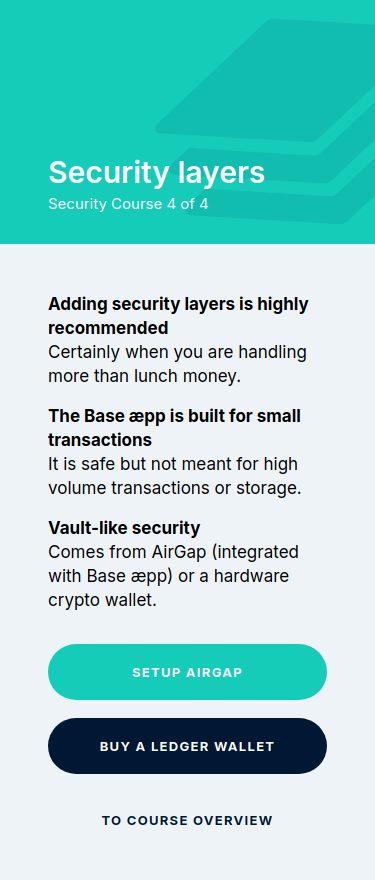 Security layers
Security Course 4 of 4
Adding security layers is highly
recommended
Certainly when you are handling
more than lunch money.
The Base æpp is built for small
transactions
It is safe but not meant for high
volume transactions or storage.
Vault-like security
Comes from AirGap (integrated
with Base æpp) or a hardware
crypto wallet.
SETUP AIRGAP
BUY A LEDGER WALLET
TO COURSE OVERVIEW